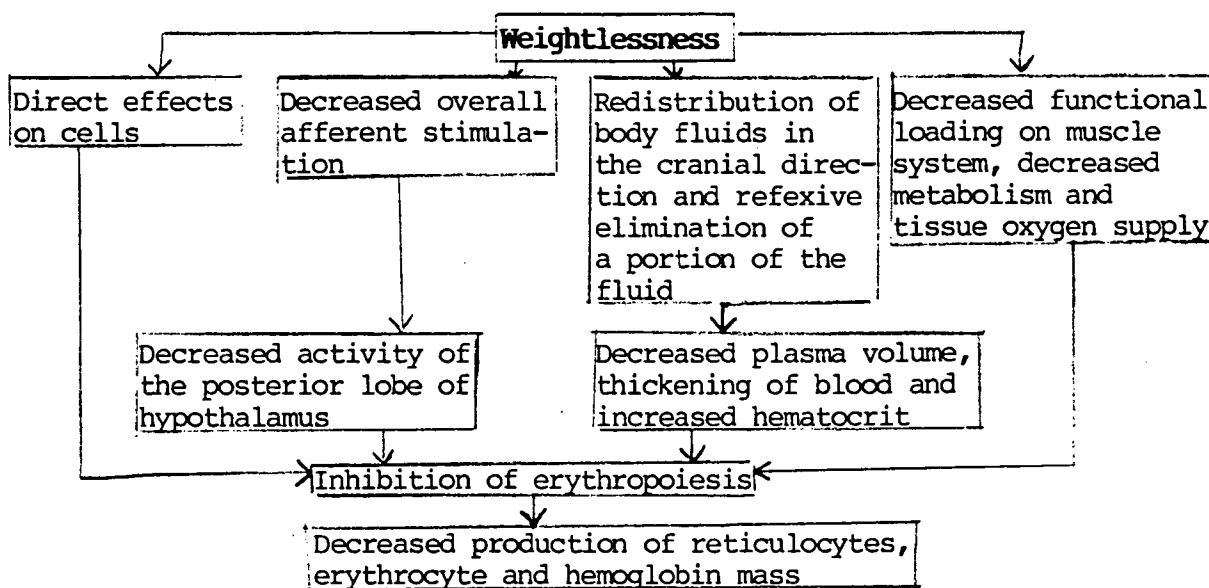 Weightlessness
Direct effects
on cells
Decreased overall
afferent stimula-
tion
Redistribution of
body fluids in
the cranial direc-
tion and refexive
elimination of
a portion of the
fluid
Decreased functional
loading on muscle
system, decreased
metabolism and
tissue oxygen supply
Decreased activity of
the posterior lobe of
hypothalamus
Decreased plasma volume,
thickening of blood and
increased hematocrit
Inhibition of erythropoiesis
Decreased production of reticulocytes,
erythrocyte and hemoglobin mass